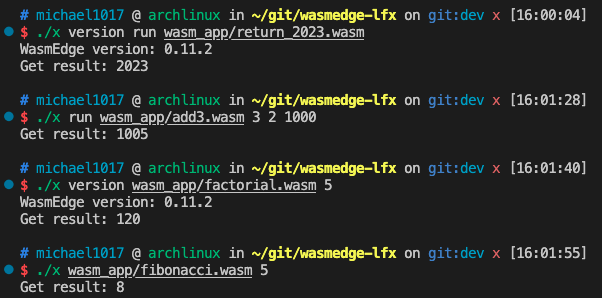 # michael1017 @ archlinux in ~/git/wasmedge-lfx on git:dev x [16:00:04]
$ ./x version run wasm_app/return_2023.wasm
WasmEdge version: 0.11.2
Get result: 2023
# michael1017 @ archlinux in ~/git/wasmedge-lfx on git:dev x [16:01:28]
$ ./x run wasm_app/add3.wasm 3 2 1000
Get result: 1005
# michael1017 @ archlinux in ~/git/wasmedge-lfx on git:dev x [16:01:40]
$ ./x version wasm_app/factorial.wasm 5
WasmEdge version: 0.11.2
Get result: 120
# michael1017 @ archlinux in ~/git/wasmedge-lfx on git:dev x [16:01:55]
$ ./x wasm_app/fibonacci.wasm 5
Get result: 8